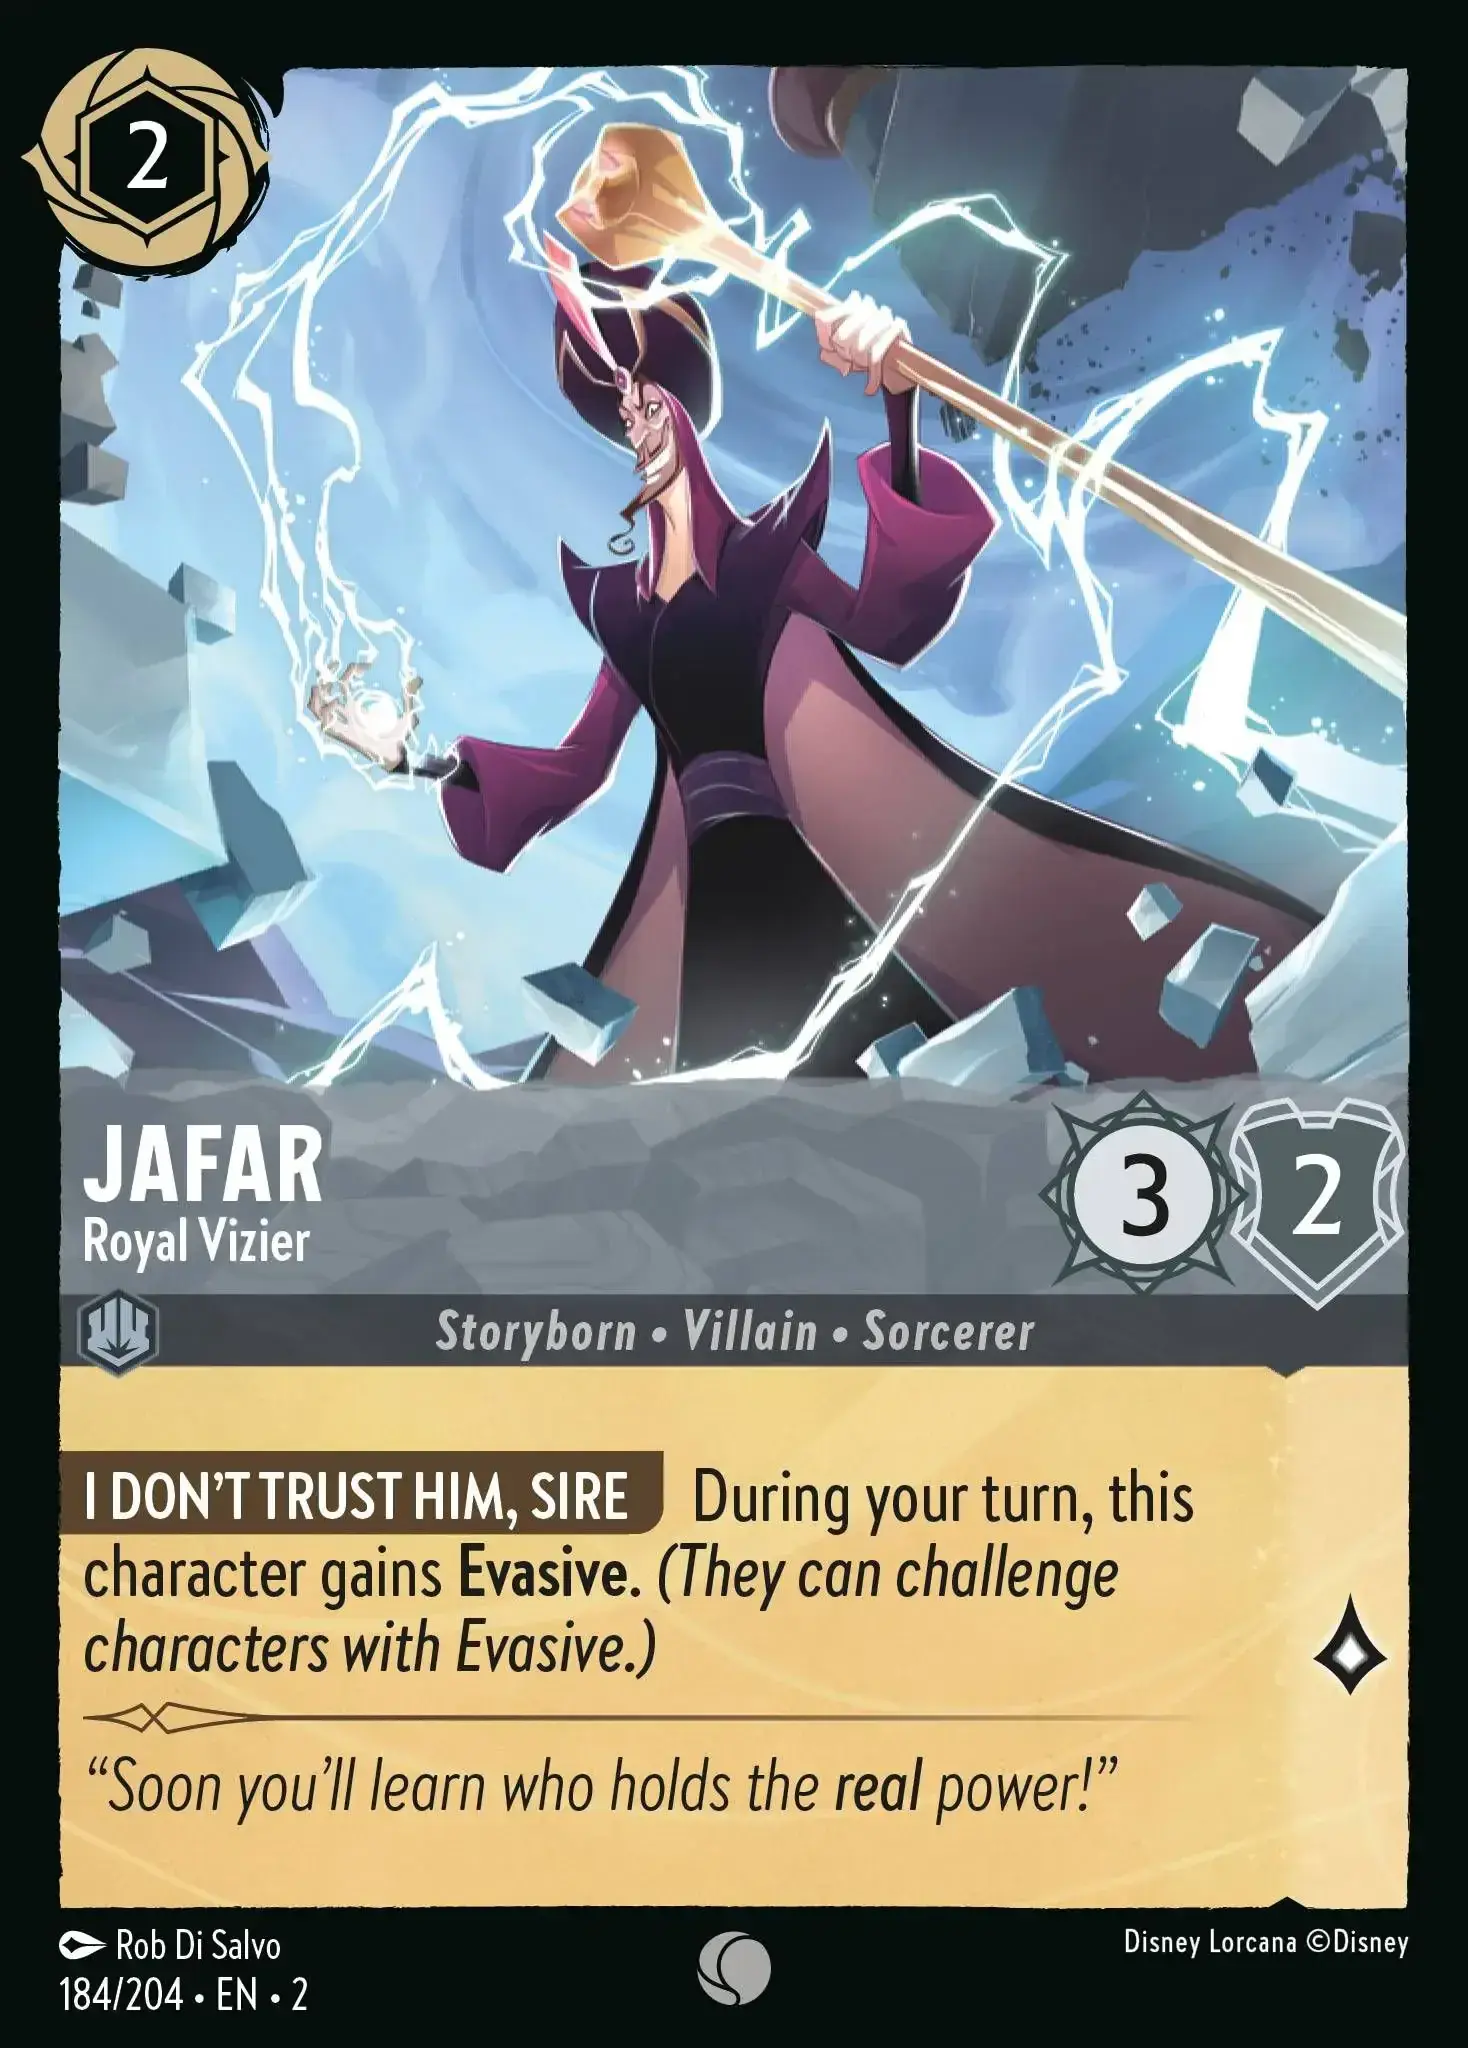 2
JAFAR
Royal Vizier
3
2
Storyborn • Villain • Sorcerer
I DON’T TRUST HIM, SIRE During your turn, this
character gains Evasive. (They can challenge
characters with Evasive.)
“Soon you’ll learn who holds the real power!”
Rob Di Salvo
184/204 • EN • 2
Disney Lorcana ©Disney